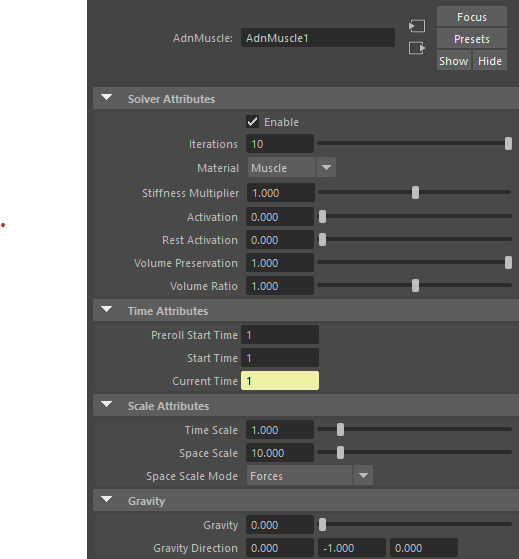 Focus
AdnMuscle: AdnMuscle1
Presets
Show Hide
Solver Attributes
Enable
Iterations 10
Material Muscle
Stiffness Multiplier 1.000
Activation 0.000
Rest Activation 0.000
Volume Preservation 1.000
Volume Ratio 1.000
Time Attributes
Preroll Start Time 1
Start Time 1
Current Time 1
Scale Attributes
Time Scale 1.000
Space Scale 10.000
Space Scale Mode Forces
Gravity
Gravity 0.000
Gravity Direction 0.000 -1.000 0.000